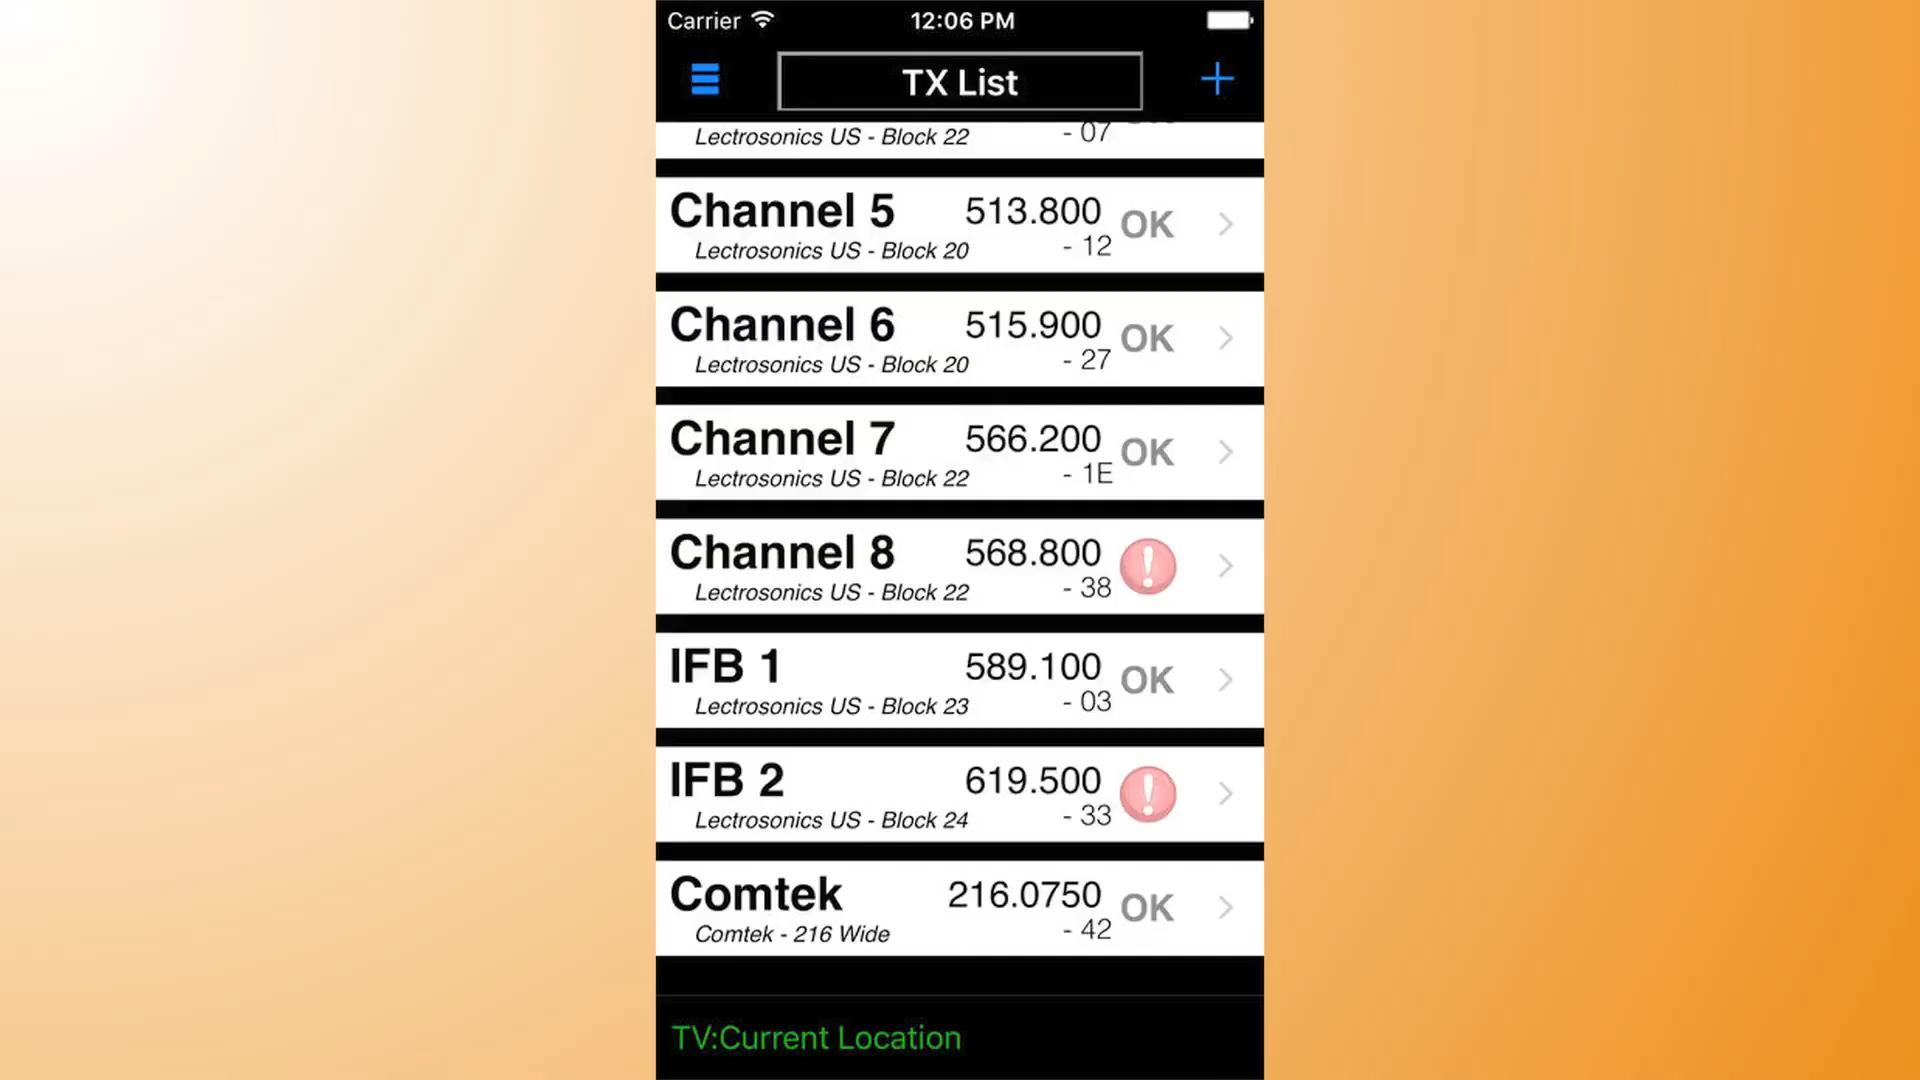 Carrier 12:06 PM
TX List
Lectrosonics US - Block 22 - 07
Channel 5 513.800 OK
Lectrosonics US - Block 20 - 12
Channel 6 515.900 OK
Lectrosonics US - Block 20 - 27
Channel 7 566.200 OK
Lectrosonics US - Block 22 - 1E
Channel 8 568.800 !
Lectrosonics US - Block 22 - 38
IFB 1 589.100 OK
Lectrosonics US - Block 23 - 03
IFB 2 619.500 !
Lectrosonics US - Block 24 - 33
Comtek 216.0750 OK
Comtek - 216 Wide - 42
TV:Current Location